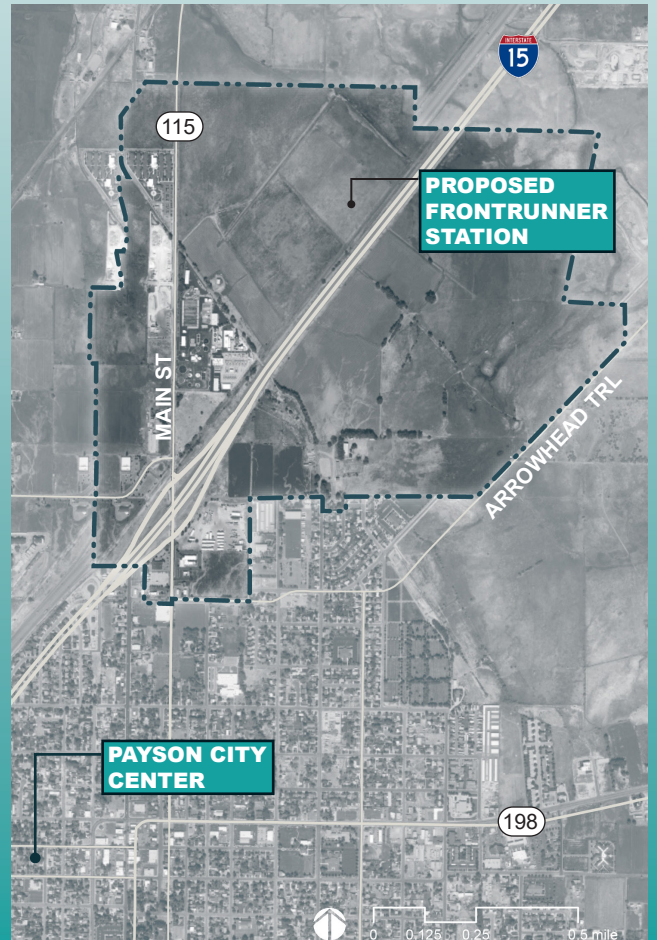 INTERSTATE
15
115
PROPOSED
FRONTRUNNER
STATION
MAIN ST
ARROWHEAD TRL
PAYSON CITY
CENTER
198
0 0.125 0.25 0.5 mile